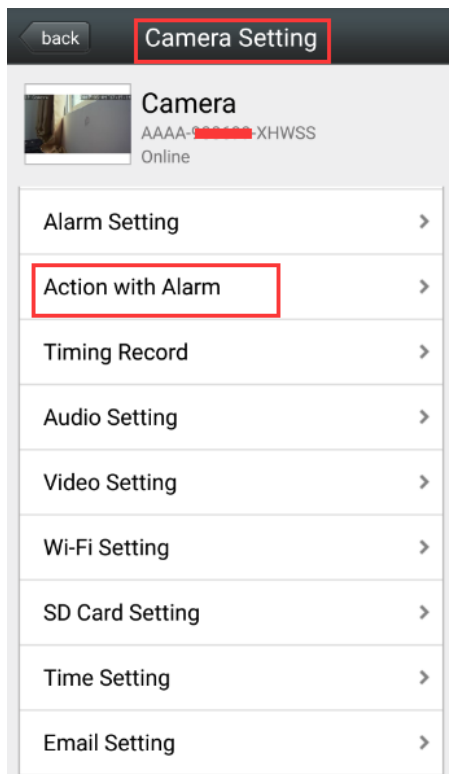 back
Camera Setting
Camera
AAAA-XHWSS
Online
Alarm Setting
Action with Alarm
Timing Record
Audio Setting
Video Setting
Wi-Fi Setting
SD Card Setting
Time Setting
Email Setting